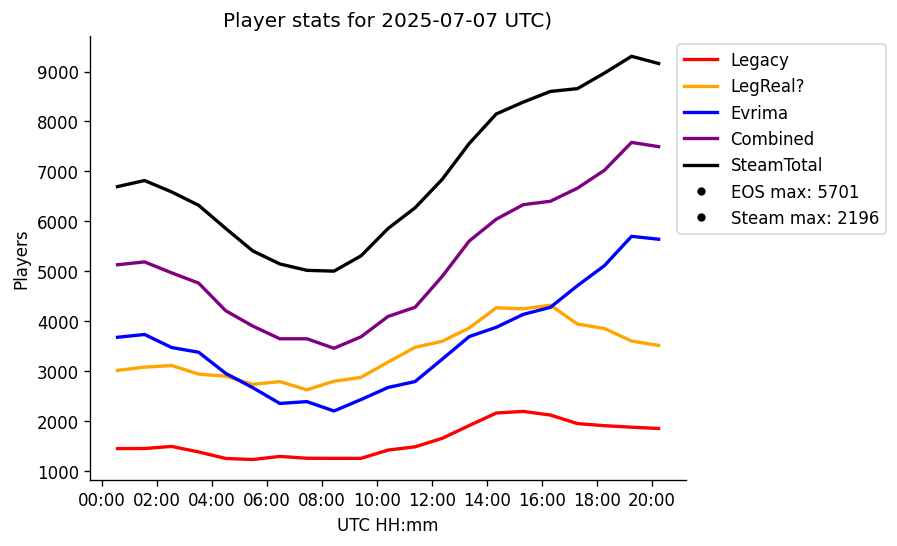 Player stats for 2025-07-07 UTC)
Players
9000
8000
7000
6000
5000
4000
3000
2000
1000
00:00 02:00 04:00 06:00 08:00 10:00 12:00 14:00 16:00 18:00 20:00
UTC HH:mm
Legacy
LegReal?
Evrima
Combined
SteamTotal
EOS max: 5701
Steam max: 2196